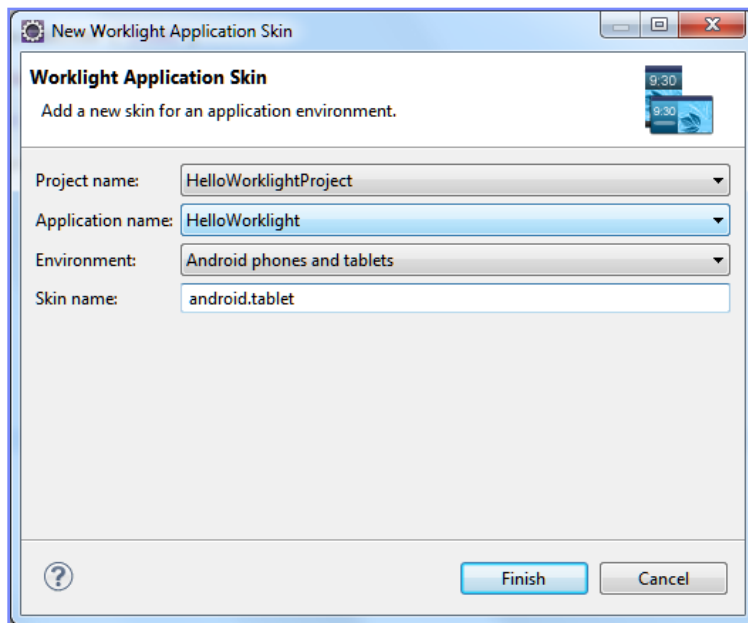 New Worklight Application Skin
Worklight Application Skin
Add a new skin for an application environment.
9:30
9:30
Project name: HelloWorklightProject
Application name: HelloWorklight
Environment: Android phones and tablets
Skin name: android.tablet
?
Finish Cancel